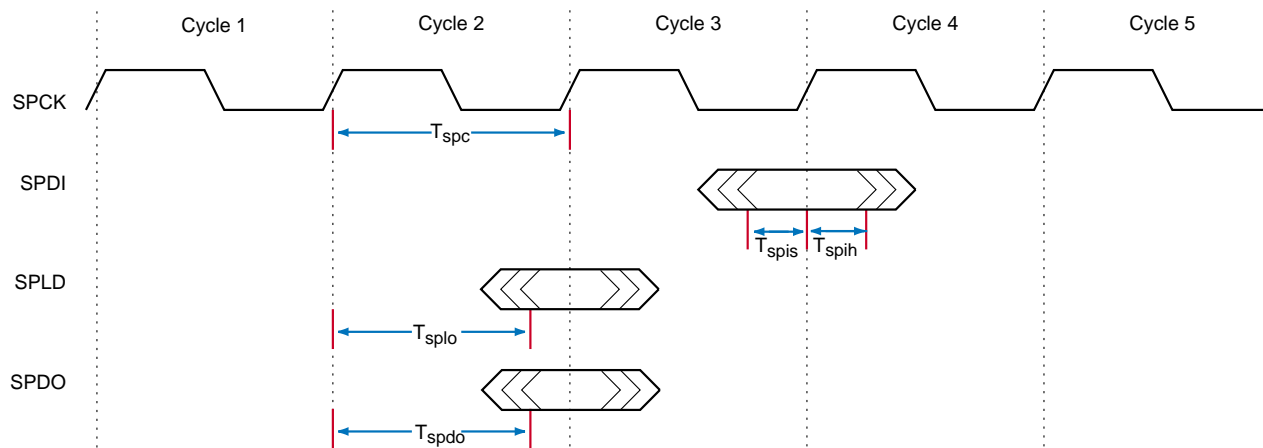 Cycle 1 Cycle 2 Cycle 3 Cycle 4 Cycle 5
SPCK
Tspc
SPDI
Tspis Tspih
SPLD
Tsplo
SPDO
Tspdo